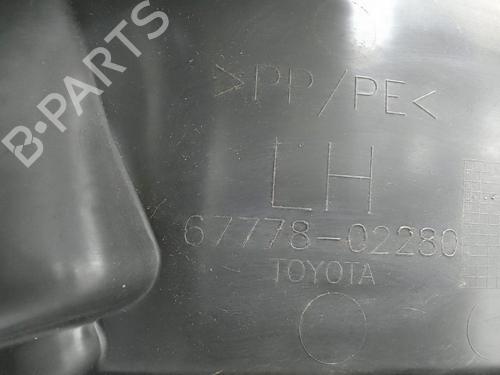 B-PARTS
>PP/PE<
LH
67778-02280
TOYOTA